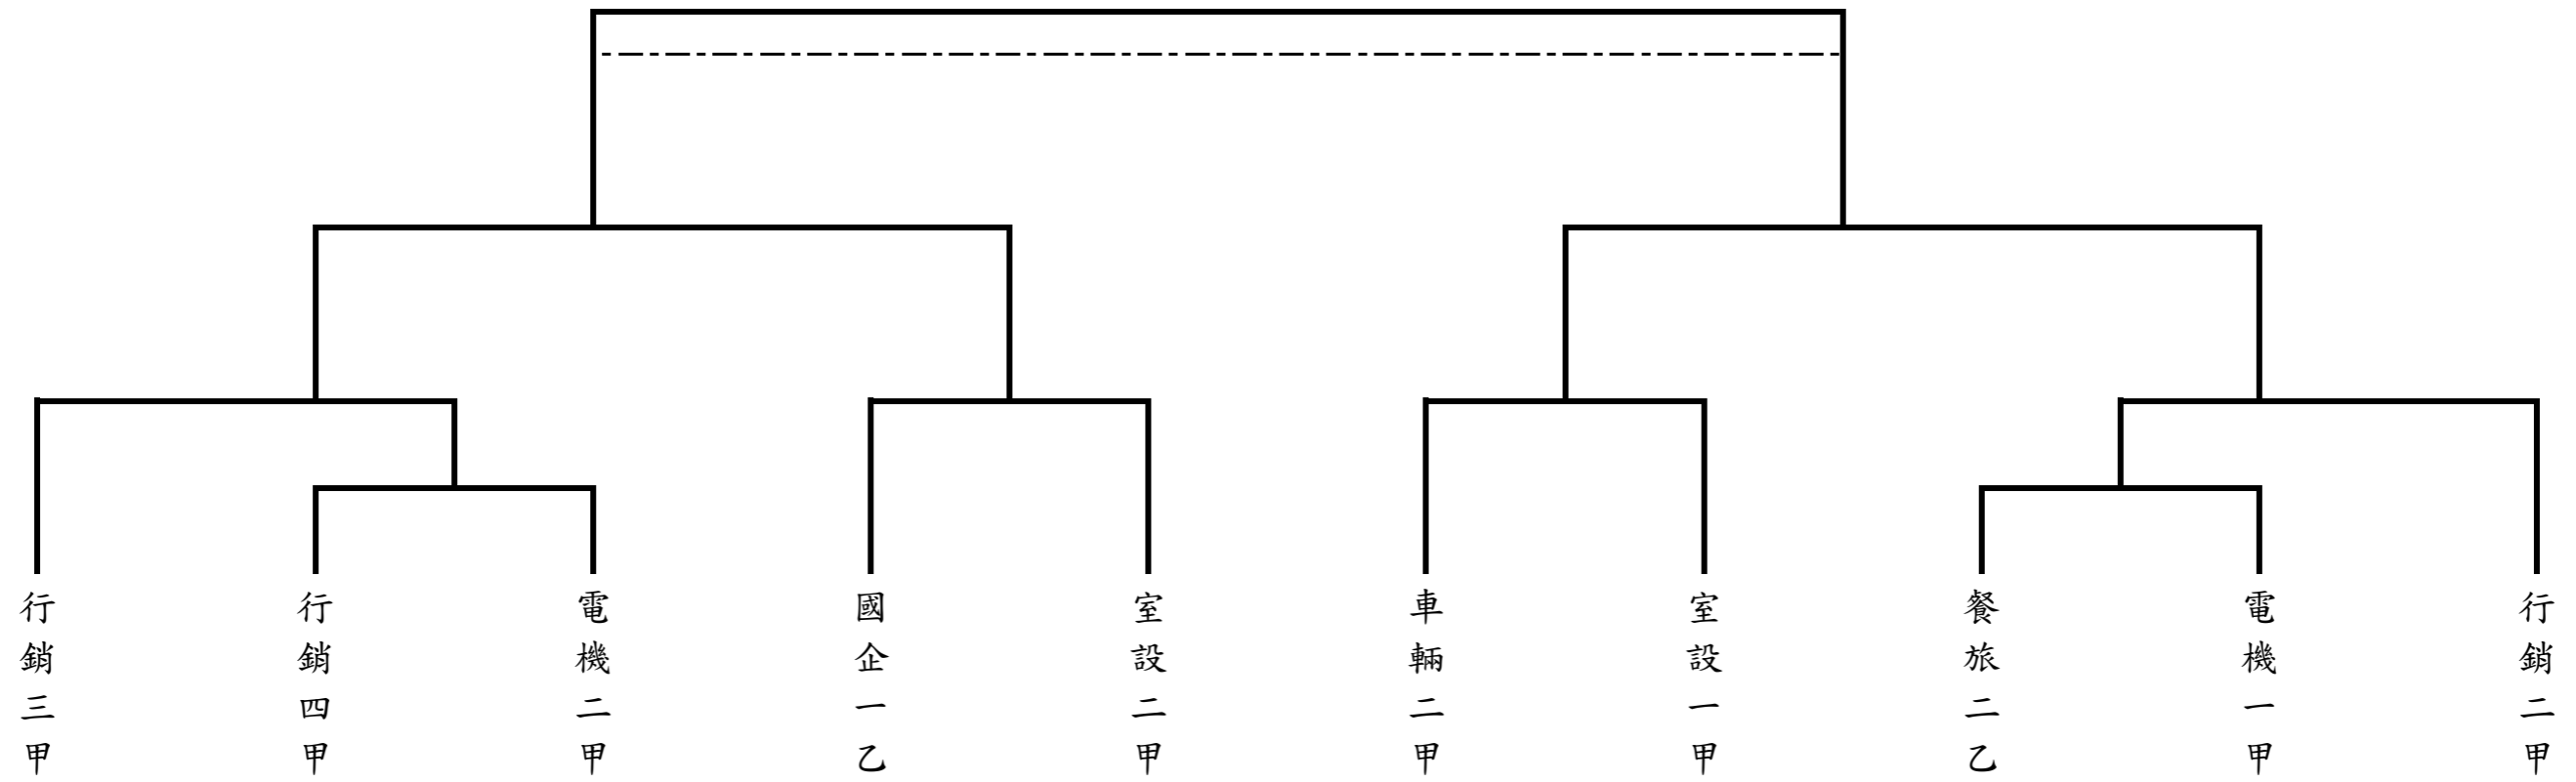 行銷三甲
行銷四甲
電機二甲
國企一乙
室設二甲
車輛二甲
室設一甲
餐旅二乙
電機一甲
行銷二甲